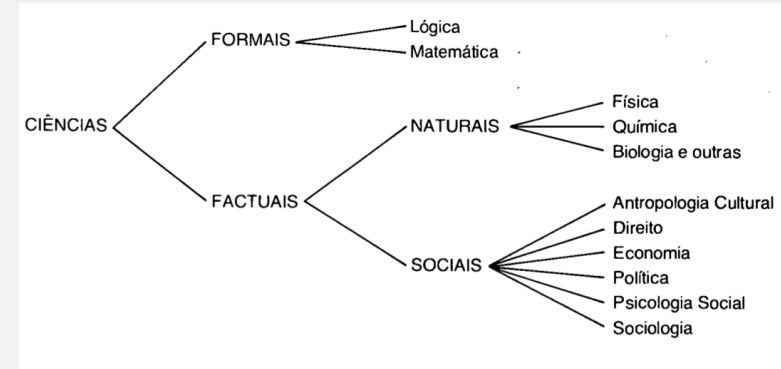 CIÊNCIAS
FORMAIS
Lógica
Matemática
FACTUAIS
NATURAIS
Física
Química
Biologia e outras
SOCIAIS
Antropologia Cultural
Direito
Economia
Política
Psicologia Social
Sociologia